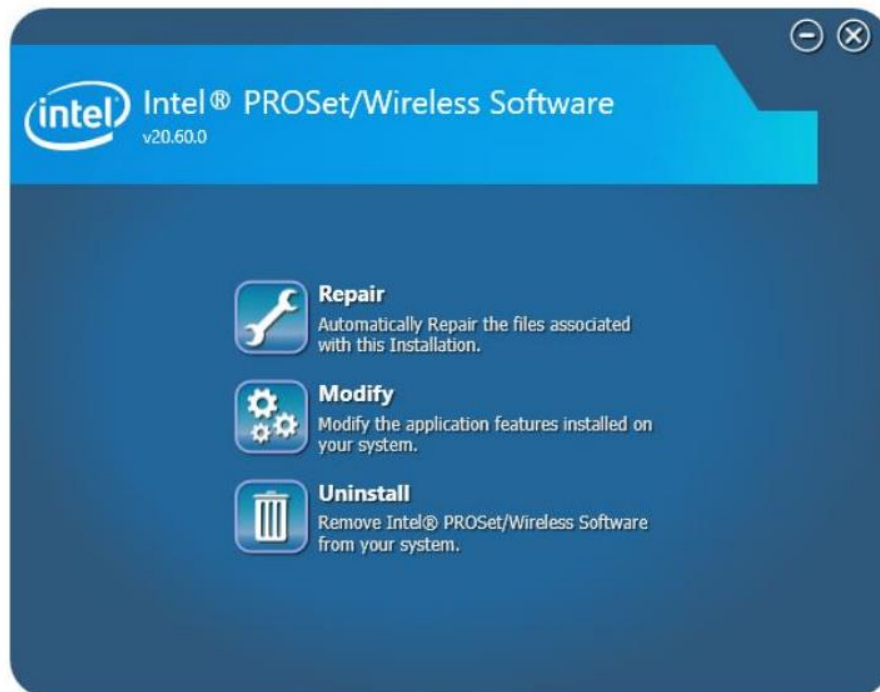 intel
Intel® PROSet/Wireless Software
v20.60.0
Repair
Automatically Repair the files associated
with this Installation.
Modify
Modify the application features installed on
your system.
Uninstall
Remove Intel® PROSet/Wireless Software
from your system.